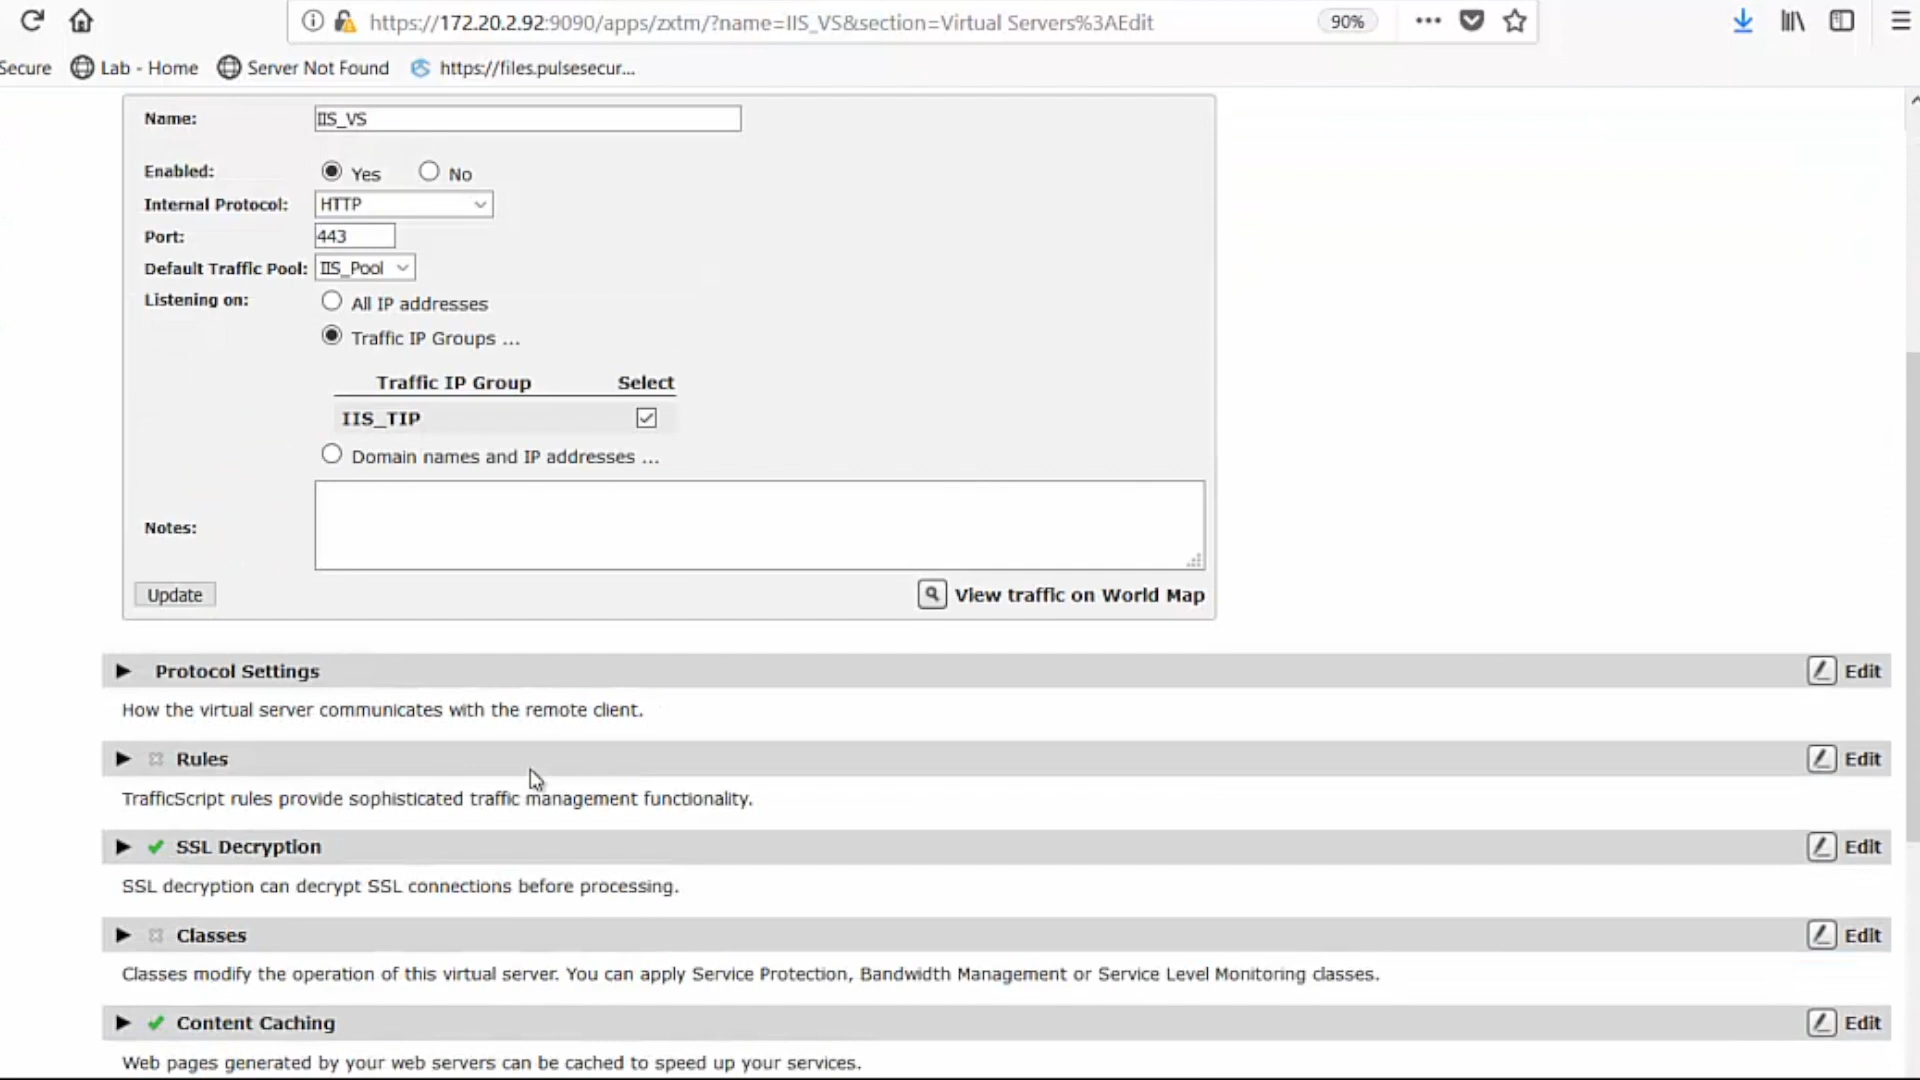 https://172.20.2.92:9090/apps/zxtm/?name=IIS_VS&section=Virtual Servers%3AEdit
90%
Secure
Lab - Home
Server Not Found
https://files.pulsesecur...
Name: IIS_VS
Enabled: Yes No
Internal Protocol: HTTP
Port: 443
Default Traffic Pool: IIS_Pool
Listening on: All IP addresses
Traffic IP Groups ...
Traffic IP Group Select
IIS_TIP
Domain names and IP addresses ...
Notes:
Update
View traffic on World Map
Protocol Settings Edit
How the virtual server communicates with the remote client.
Rules Edit
TrafficScript rules provide sophisticated traffic management functionality.
SSL Decryption Edit
SSL decryption can decrypt SSL connections before processing.
Classes Edit
Classes modify the operation of this virtual server. You can apply Service Protection, Bandwidth Management or Service Level Monitoring classes.
Content Caching Edit
Web pages generated by your web servers can be cached to speed up your services.